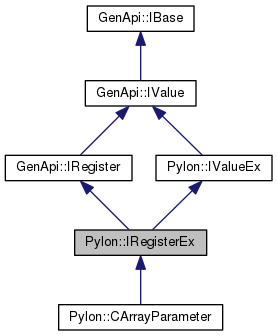 GenApi::IBase
GenApi::IValue
GenApi::IRegister
Pylon::IValueEx
Pylon::IRegisterEx
Pylon::CArrayParameter